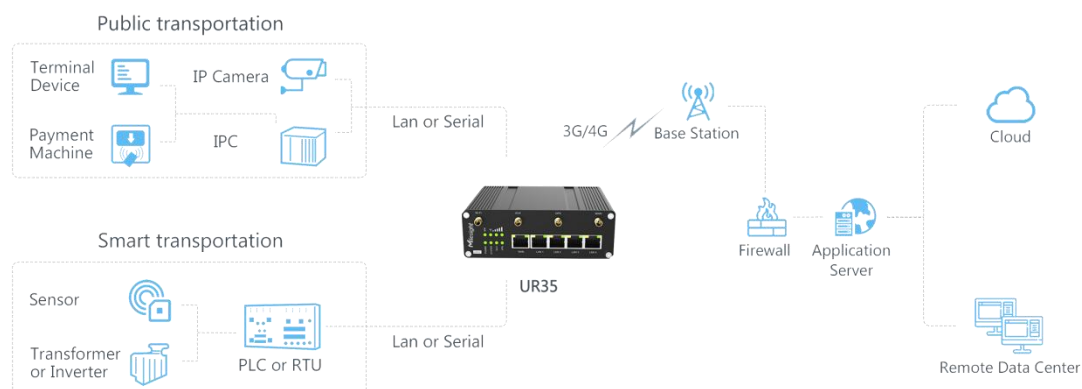 Public transportation
Terminal
Device
IP Camera
Payment
Machine
IPC
Lan or Serial
3G/4G
Base Station
Cloud
Firewall
Application
Server
Milesight
UR35
Smart transportation
Sensor
Transformer
or Inverter
PLC or RTU
Lan or Serial
Remote Data Center